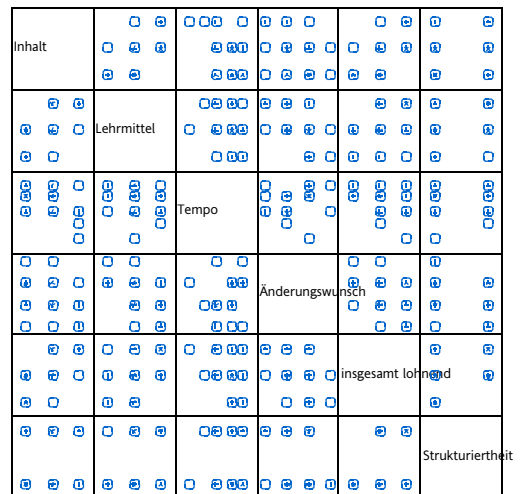 Inhalt
Lehrmittel
Tempo
Änderungswunsch
insgesamt lohnend
Strukturiertheit